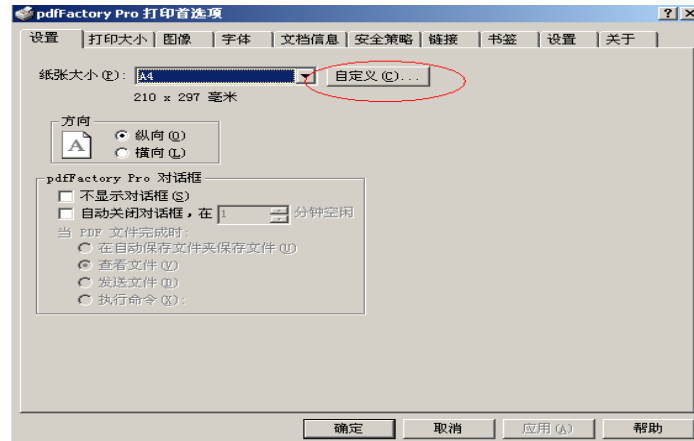 pdfFactory Pro 打印首选项
设置 打印大小 图像 字体 文档信息 安全策略 链接 书签 设置 关于
纸张大小(P): A4 自定义(C)...
210 x 297 毫米
方向
A
纵向(O)
横向(L)
pdfFactory Pro 对话框
不显示对话框(S)
自动关闭对话框，在 1 分钟空闲
当 PDF 文件完成时:
在自动保存文件夹保存文件(U)
查看文件(V)
发送文件(D)
执行命令(X):
确定 取消 应用(A) 帮助